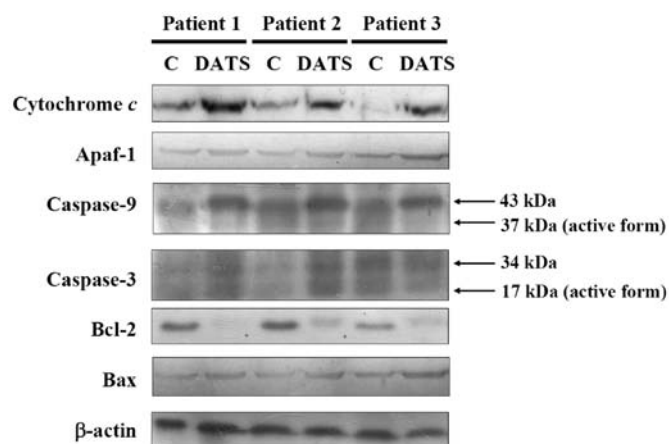 Patient 1 Patient 2 Patient 3
C DATS C DATS C DATS
Cytochrome c
Apaf-1
Caspase-9
43 kDa
37 kDa (active form)
Caspase-3
34 kDa
17 kDa (active form)
Bcl-2
Bax
β-actin